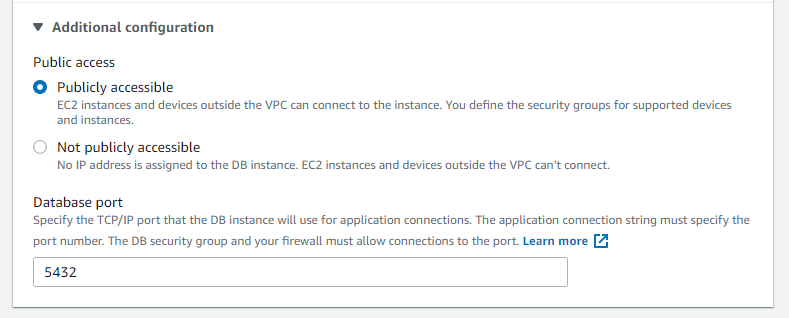 Additional configuration
Public access
Publicly accessible
EC2 instances and devices outside the VPC can connect to the instance. You define the security groups for supported devices
and instances.
Not publicly accessible
No IP address is assigned to the DB instance. EC2 instances and devices outside the VPC can't connect.
Database port
Specify the TCP/IP port that the DB instance will use for application connections. The application connection string must specify the
port number. The DB security group and your firewall must allow connections to the port. Learn more
5432